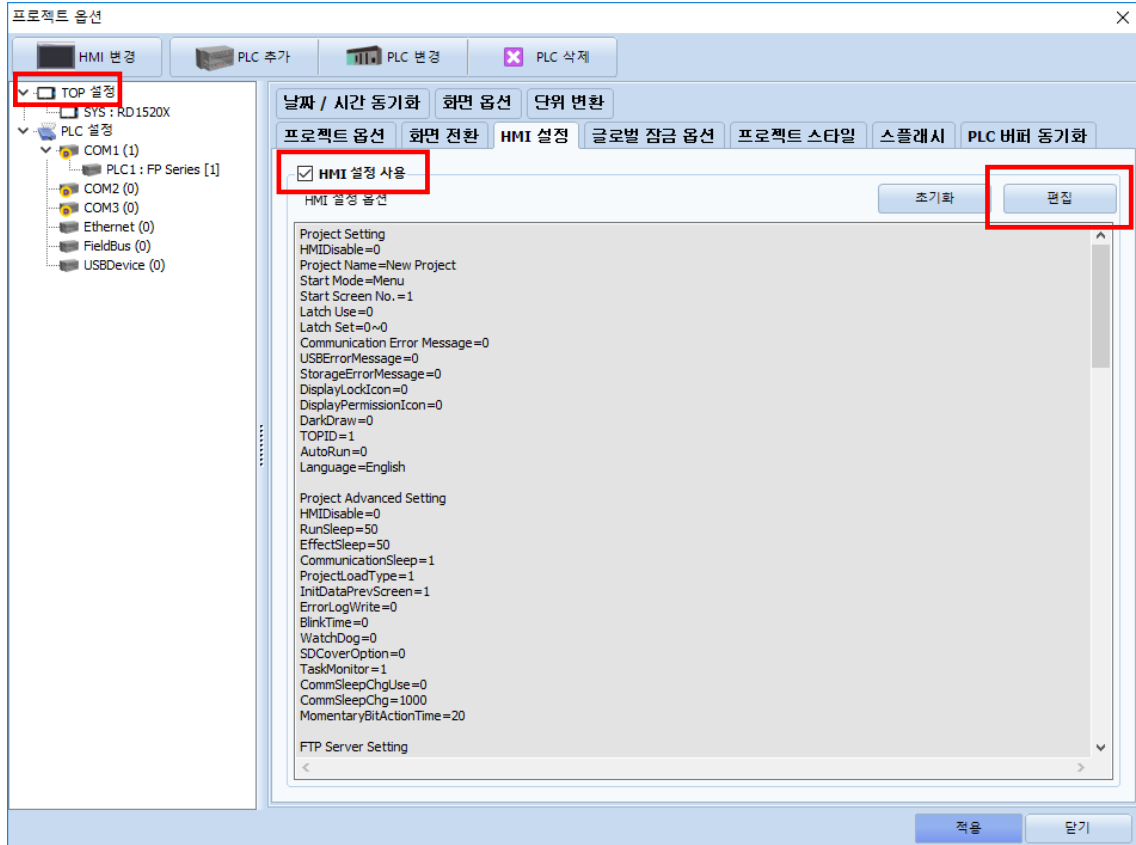 프로젝트 옵션
HMI 변경
PLC 추가
PLC 변경
PLC 삭제
TOP 설정
SYS : RD1520X
PLC 설정
COM1 (1)
PLC1 : FP Series [1]
COM2 (0)
COM3 (0)
Ethernet (0)
FieldBus (0)
USBDevice (0)
날짜 / 시간 동기화 화면 옵션 단위 변환
프로젝트 옵션 화면 전환 HMI 설정 글로벌 잠금 옵션 프로젝트 스타일 스플래시 PLC 버퍼 동기화
HMI 설정 사용
HMI 설정 옵션
초기화
편집
Project Setting
HMIDisable=0
Project Name=New Project
Start Mode=Menu
Start Screen No.=1
Latch Use=0
Latch Set=0~0
Communication Error Message=0
USBErrorMessage=0
StorageErrorMessage=0
DisplayLockIcon=0
DisplayPermissionIcon=0
DarkDraw=0
TOPID=1
AutoRun=0
Language=English
Project Advanced Setting
HMIDisable=0
RunSleep=50
EffectSleep=50
CommunicationSleep=1
ProjectLoadType=1
InitDataPrevScreen=1
ErrorLogWrite=0
BlinkTime=0
WatchDog=0
SDCoverOption=0
TaskMonitor=1
CommSleepChgUse=0
CommSleepChg=1000
MomentaryBitActionTime=20
FTP Server Setting
적용
닫기